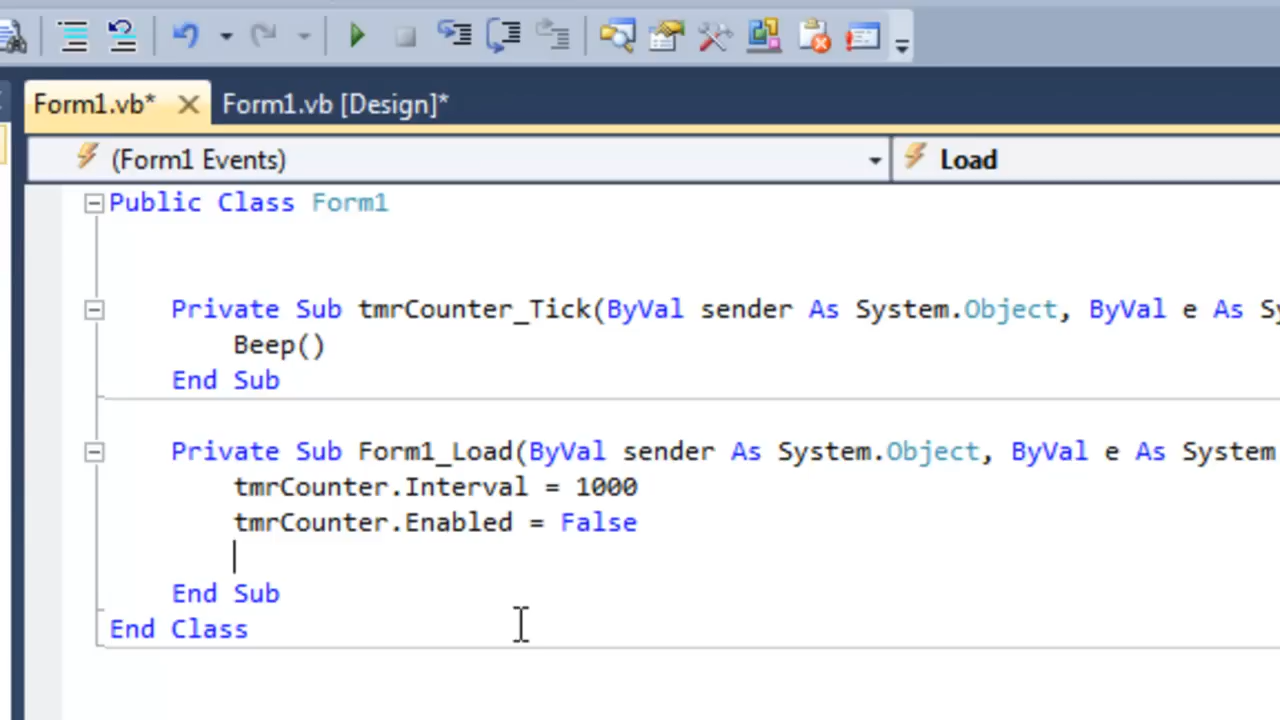 Form1.vb* Form1.vb [Design]*
(Form1 Events) Load
Public Class Form1
Private Sub tmrCounter_Tick(ByVal sender As System.Object, ByVal e As Sy
Beep()
End Sub
Private Sub Form1_Load(ByVal sender As System.Object, ByVal e As System
tmrCounter.Interval = 1000
tmrCounter.Enabled = False
End Sub
End Class